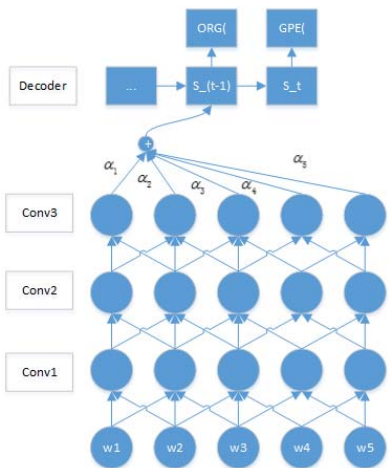 ORG( GPE(
Decoder ... S_(t-1) S_t
+
α₁ α₂ α₃ α₄ α₅
Conv3
Conv2
Conv1
w1 w2 w3 w4 w5